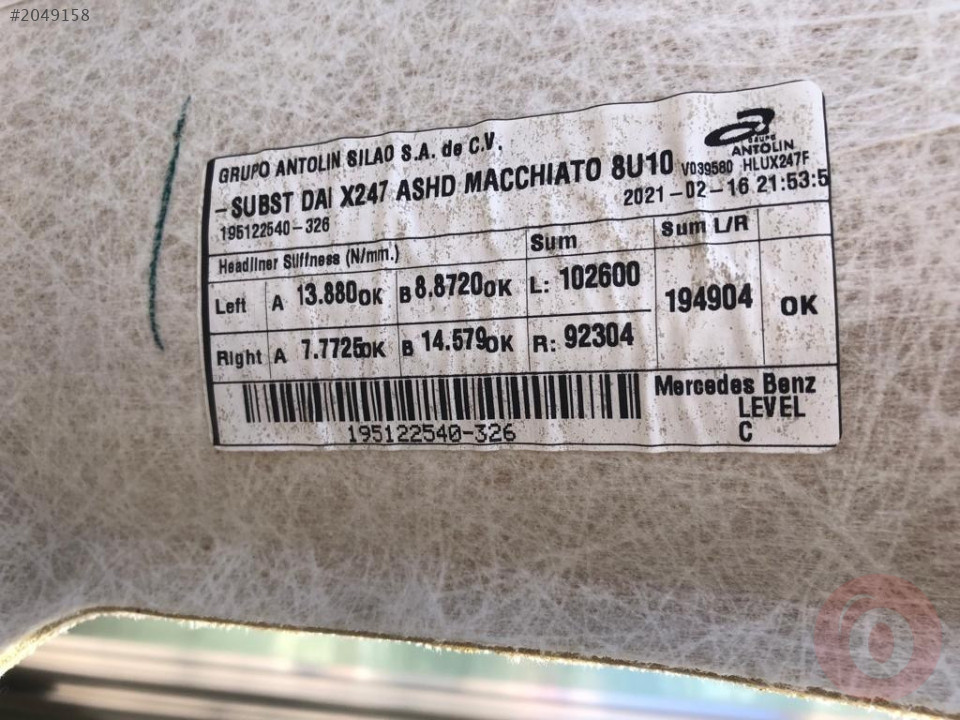 #2049158
GRUPO ANTOLIN SILAO S.A. de C.V.
GRUPO
ANTOLIN
-SUBST DAI X247 ASHD MACCHIATO 8U10 V039580 HLUX247F
195122540-326 2021-02-16 21:53:5
Headliner Stiffness (N/mm.) Sum Sum L/R
Left A 13.880OK B 8.8720OK L: 102600 194904 OK
Right A 7.7725OK B 14.579OK R: 92304
195122540-326
Mercedes Benz
LEVEL
C